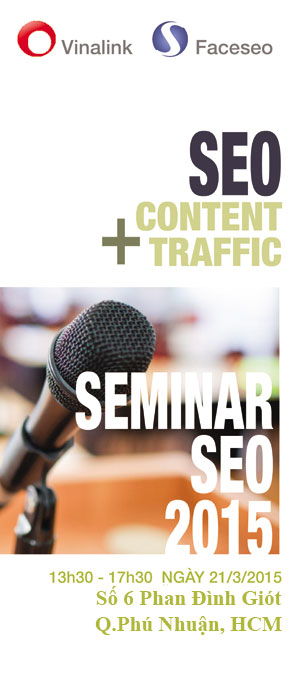 Vinalink Faceseo
SEO
CONTENT
+ TRAFFIC
SEMINAR
SEO
2015
13h30 - 17h30 NGÀY 21/3/2015
Số 6 Phan Đình Giót
Q.Phú Nhuận, HCM